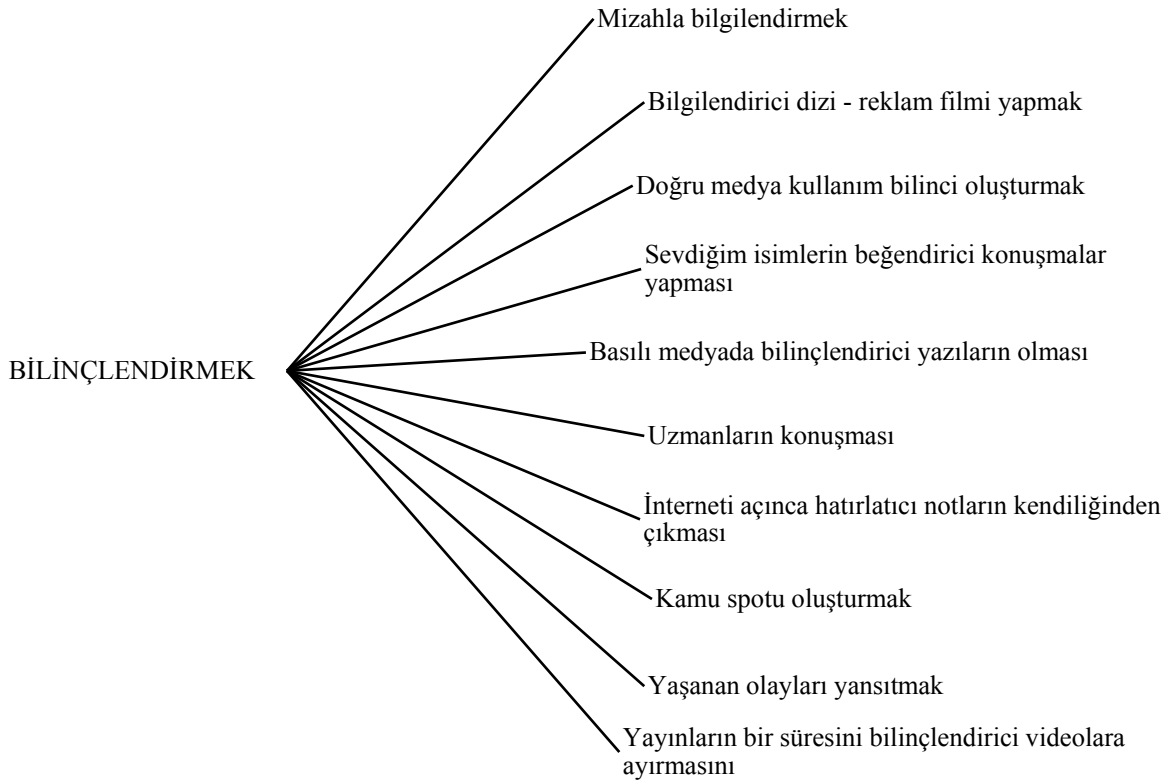 Mizahla bilgilendirmek
Bilgilendirici dizi - reklam filmi yapmak
Doğru medya kullanım bilinci oluşturmak
Sevdiğim isimlerin beğendirici konuşmalar
yapması
Basılı medyada bilinçlendirici yazıların olması
BİLİNÇLENDİRMEK
Uzmanların konuşması
İnterneti açınca hatırlatıcı notların kendiliğinden
çıkması
Kamu spotu oluşturmak
Yaşanan olayları yansıtmak
Yayınların bir süresini bilinçlendirici videolara
ayırmasını